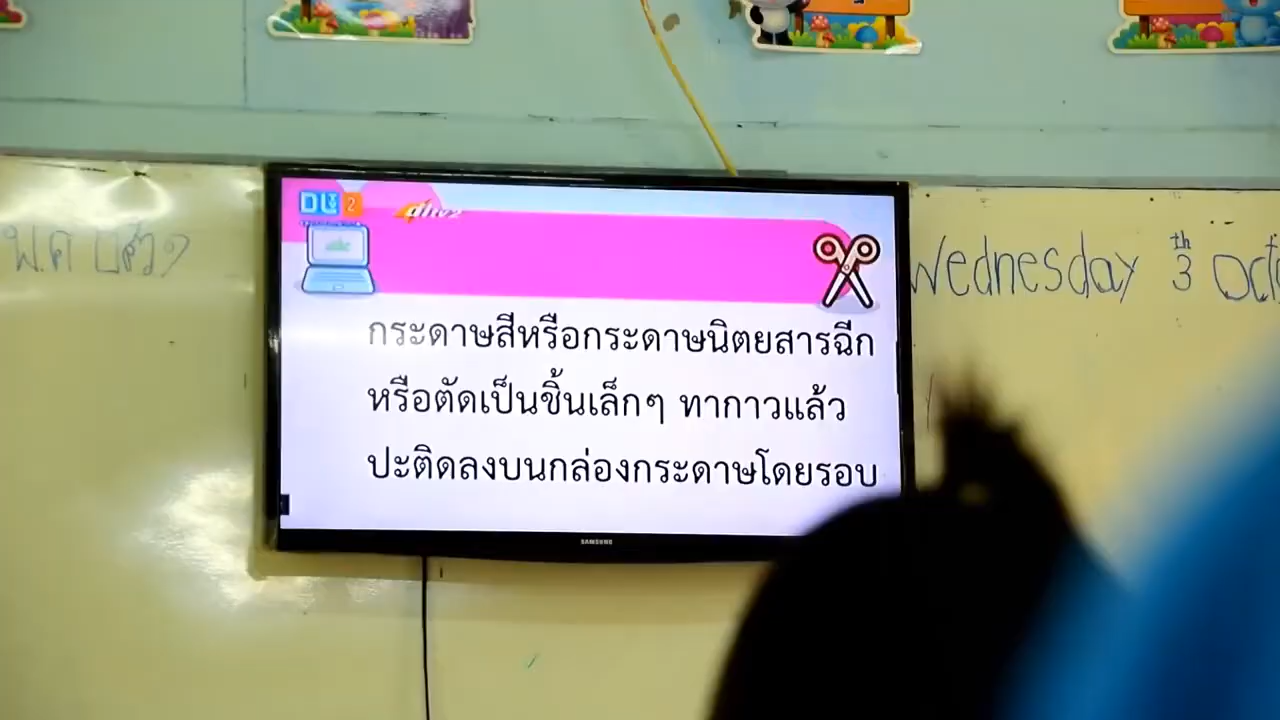 DLTV 2
dltv2
Wednesday 3th Oct
กระดาษสีหรือกระดาษนิตยสารฉีก
หรือตัดเป็นชิ้นเล็กๆ ทากาวแล้ว
ปะติดลงบนกล่องกระดาษโดยรอบ
SAMSUNG